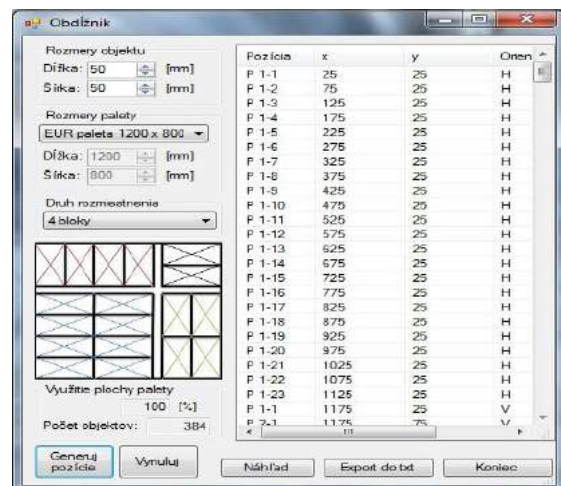 Obdĺžnik
Rozmery objektu
Dĺžka: 50 [mm]
Šírka: 50 [mm]
Rozmery palety
EUR paleta 1200 x 800
Dĺžka: 1200 [mm]
Šírka: 800 [mm]
Druh rozmiestnenia
4 bloky
Využitie plochy palety
100 [%]
Počet objektov: 384
Generuj pozície
Vynuluj
Pozícia x y Orien
P 1-1 25 25 H
P 1-2 75 25 H
P 1-3 125 25 H
P 1-4 175 25 H
P 1-5 225 25 H
P 1-6 275 25 H
P 1-7 325 25 H
P 1-8 375 25 H
P 1-9 425 25 H
P 1-10 475 25 H
P 1-11 525 25 H
P 1-12 575 25 H
P 1-13 625 25 H
P 1-14 675 25 H
P 1-15 725 25 H
P 1-16 775 25 H
P 1-17 825 25 H
P 1-18 875 25 H
P 1-19 925 25 H
P 1-20 975 25 H
P 1-21 1025 25 H
P 1-22 1075 25 H
P 1-23 1125 25 H
P 1-1 1175 25 V
P 2-1 1175 75 V
Náhľad
Export do txt
Koniec